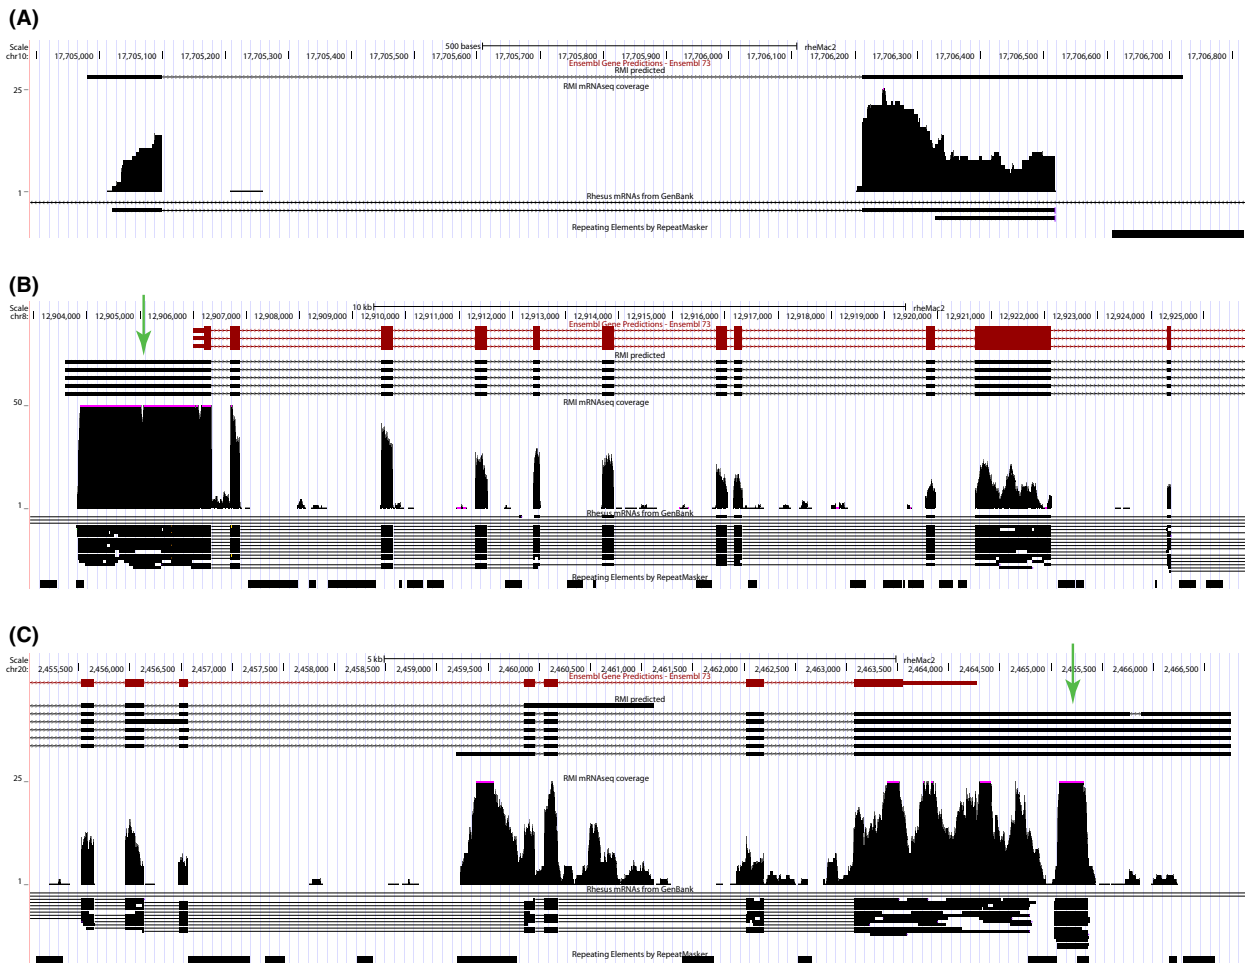 (A)
Scale 500 bases rheMac2
chr10: 17,705,000 17,705,100 17,705,200 17,705,300 17,705,400 17,705,500 17,705,600 17,705,700 17,705,800 17,705,900 17,706,000 17,706,100 17,706,200 17,706,300 17,706,400 17,706,500 17,706,600 17,706,700 17,706,800
Ensembl Gene Predictions - Ensembl 73
RMI predicted
RMI mRNAseq coverage
25
1
Rhesus mRNAs from GenBank
Repeating Elements by RepeatMasker
(B)
Scale 10 kb rheMac2
chr8: 12,904,000 12,905,000 12,906,000 12,907,000 12,908,000 12,909,000 12,910,000 12,911,000 12,912,000 12,913,000 12,914,000 12,915,000 12,916,000 12,917,000 12,918,000 12,919,000 12,920,000 12,921,000 12,922,000 12,923,000 12,924,000 12,925,000
Ensembl Gene Predictions - Ensembl 73
RMI predicted
50
RMI mRNAseq coverage
1
Rhesus mRNAs from GenBank
Repeating Elements by RepeatMasker
(C)
Scale 5 kb rheMac2
chr20: 2,455,500 2,456,000 2,456,500 2,457,000 2,457,500 2,458,000 2,458,500 2,459,000 2,459,500 2,460,000 2,460,500 2,461,000 2,461,500 2,462,000 2,462,500 2,463,000 2,463,500 2,464,000 2,464,500 2,465,000 2,465,500 2,466,000 2,466,500
Ensembl Gene Predictions - Ensembl 73
RMI predicted
RMI mRNAseq coverage
25
1
Rhesus mRNAs from GenBank
Repeating Elements by RepeatMasker